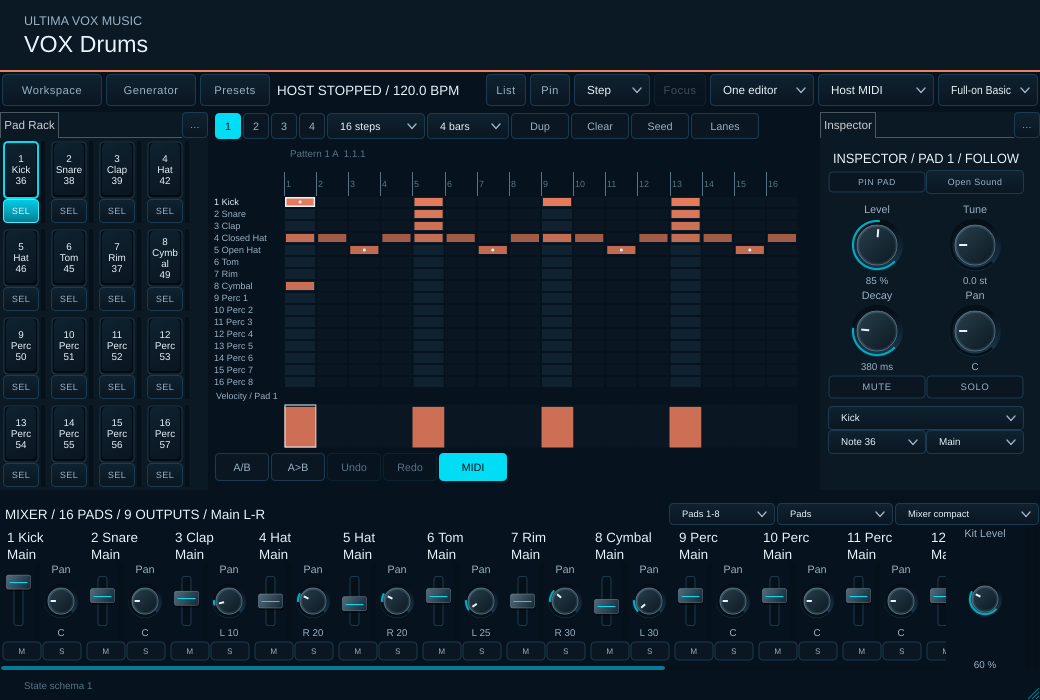 ULTIMA VOX MUSIC
VOX Drums
Workspace Generator Presets HOST STOPPED / 120.0 BPM List Pin Step Focus One editor Host MIDI Full-on Basic
Pad Rack ... 1 2 3 4 16 steps 4 bars Dup Clear Seed Lanes Inspector ...
1 Kick 36
2 Snare 38
3 Clap 39
4 Hat 42
SEL SEL SEL SEL
5 Hat 46
6 Tom 45
7 Rim 37
8 Cymb al 49
SEL SEL SEL SEL
9 Perc 50
10 Perc 51
11 Perc 52
12 Perc 53
SEL SEL SEL SEL
13 Perc 54
14 Perc 55
15 Perc 56
16 Perc 57
SEL SEL SEL SEL
Pattern 1 A 1.1.1
1 2 3 4 5 6 7 8 9 10 11 12 13 14 15 16
1 Kick
2 Snare
3 Clap
4 Closed Hat
5 Open Hat
6 Tom
7 Rim
8 Cymbal
9 Perc 1
10 Perc 2
11 Perc 3
12 Perc 4
13 Perc 5
14 Perc 6
15 Perc 7
16 Perc 8
Velocity / Pad 1
A/B A>B Undo Redo MIDI
INSPECTOR / PAD 1 / FOLLOW
PIN PAD Open Sound
Level Tune
85 % 0.0 st
Decay Pan
380 ms C
MUTE SOLO
Kick
Note 36 Main
MIXER / 16 PADS / 9 OUTPUTS / Main L-R Pads 1-8 Pads Mixer compact
1 Kick 2 Snare 3 Clap 4 Hat 5 Hat 6 Tom 7 Rim 8 Cymbal 9 Perc 10 Perc 11 Perc 12 Kit Level
Main Main Main Main Main Main Main Main Main Main Main Ma
Pan Pan Pan Pan Pan Pan Pan Pan Pan Pan Pan
C C L 10 R 20 R 20 L 25 R 30 L 30 C C C
M S M S M S M S M S M S M S M S M S M S M S M
60 %
State schema 1